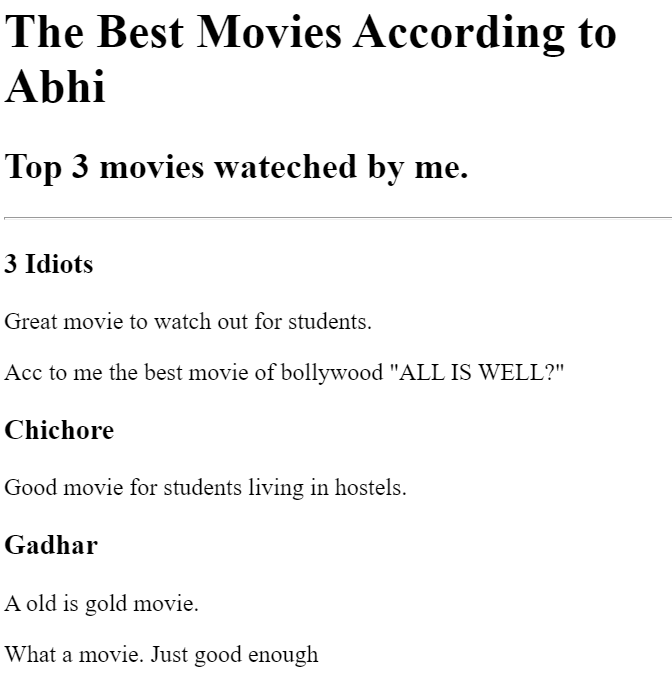 The Best Movies According to
Abhi
Top 3 movies wateched by me.
3 Idiots
Great movie to watch out for students.
Acc to me the best movie of bollywood "ALL IS WELL?"
Chichore
Good movie for students living in hostels.
Gadhar
A old is gold movie.
What a movie. Just good enough